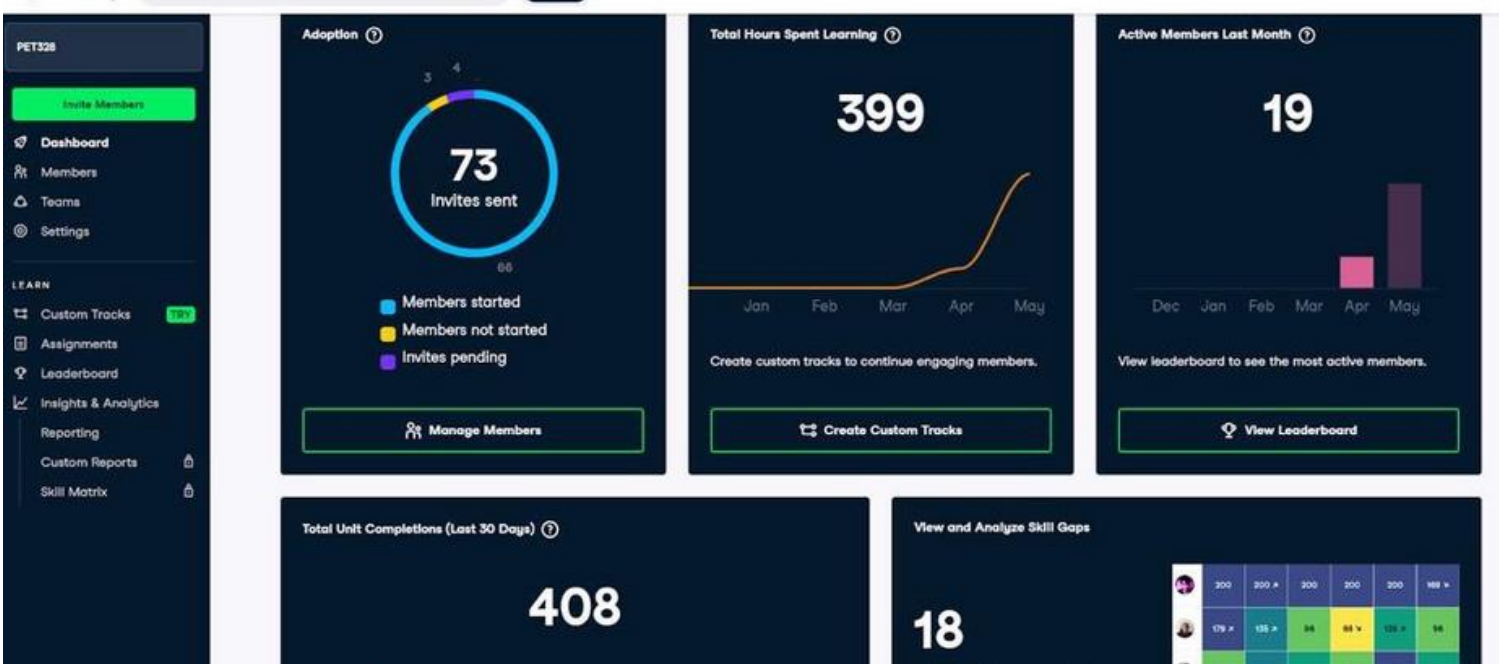 PET328
Invite Members
Dashboard
Members
Teams
Settings
LEARN
Custom Tracks TRY
Assignments
Leaderboard
Insights & Analytics
Reporting
Custom Reports
Skill Matrix
Adoption ?
3 4
73
Invites sent
66
Members started
Members not started
Invites pending
Manage Members
Total Hours Spent Learning ?
399
Jan Feb Mar Apr May
Create custom tracks to continue engaging members.
Create Custom Tracks
Active Members Last Month ?
19
Dec Jan Feb Mar Apr May
View leaderboard to see the most active members.
View Leaderboard
Total Unit Completions (Last 30 Days) ?
408
View and Analyze Skill Gaps
18
200 200 ↗ 200 200 200
179 ↗ 135 ↗